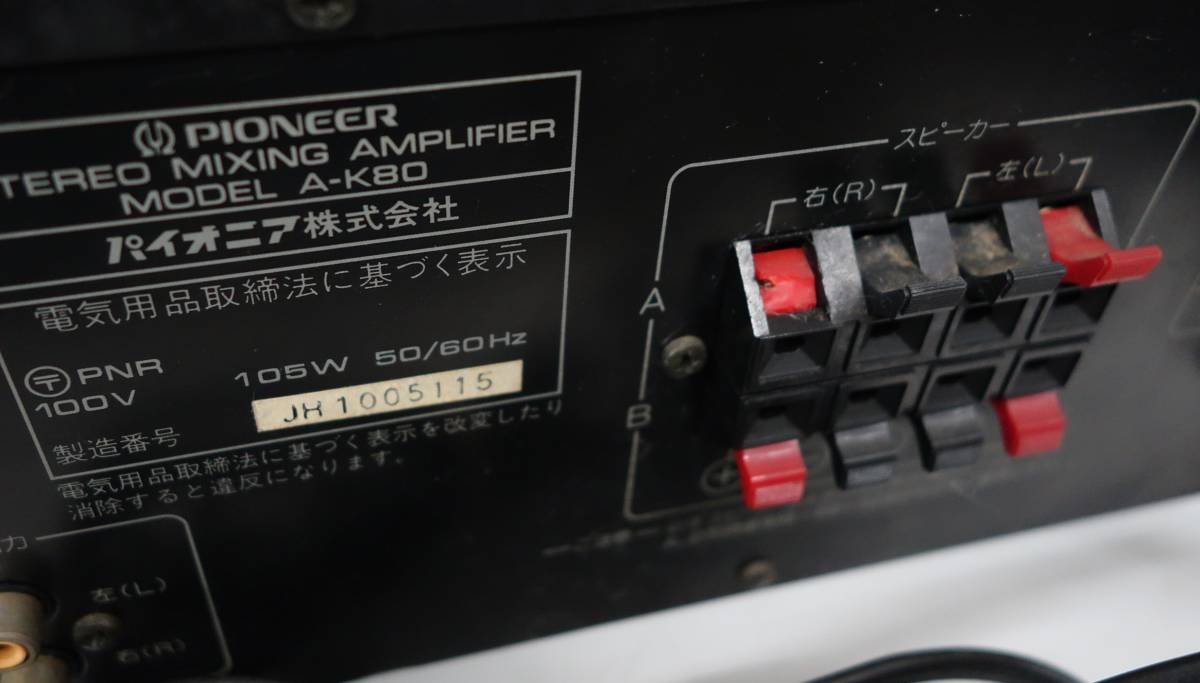 PIONEER
TEREO MIXING AMPLIFIER
MODEL A-K80
パイオニア株式会社
電気用品取締法に基づく表示
〒 PNR 105W 50/60Hz
100V
製造番号 JH1005115
電気用品取締法に基づく表示を改変したり
消除すると違反になります。
スピーカー
右(R) 左(L)
A
B
力
左(L)
右(R)